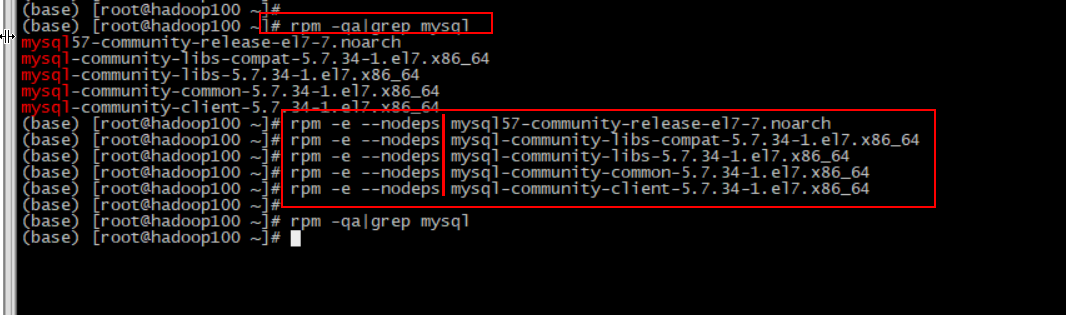 (base) [root@hadoop100 ~]#
(base) [root@hadoop100 ~]# rpm -qa|grep mysql
mysql57-community-release-el7-7.noarch
mysql-community-libs-compat-5.7.34-1.el7.x86_64
mysql-community-libs-5.7.34-1.el7.x86_64
mysql-community-common-5.7.34-1.el7.x86_64
mysql-community-client-5.7.34-1.el7.x86_64
(base) [root@hadoop100 ~]# rpm -e --nodeps mysql57-community-release-el7-7.noarch
(base) [root@hadoop100 ~]# rpm -e --nodeps mysql-community-libs-compat-5.7.34-1.el7.x86_64
(base) [root@hadoop100 ~]# rpm -e --nodeps mysql-community-libs-5.7.34-1.el7.x86_64
(base) [root@hadoop100 ~]# rpm -e --nodeps mysql-community-common-5.7.34-1.el7.x86_64
(base) [root@hadoop100 ~]# rpm -e --nodeps mysql-community-client-5.7.34-1.el7.x86_64
(base) [root@hadoop100 ~]#
(base) [root@hadoop100 ~]# rpm -qa|grep mysql
(base) [root@hadoop100 ~]#